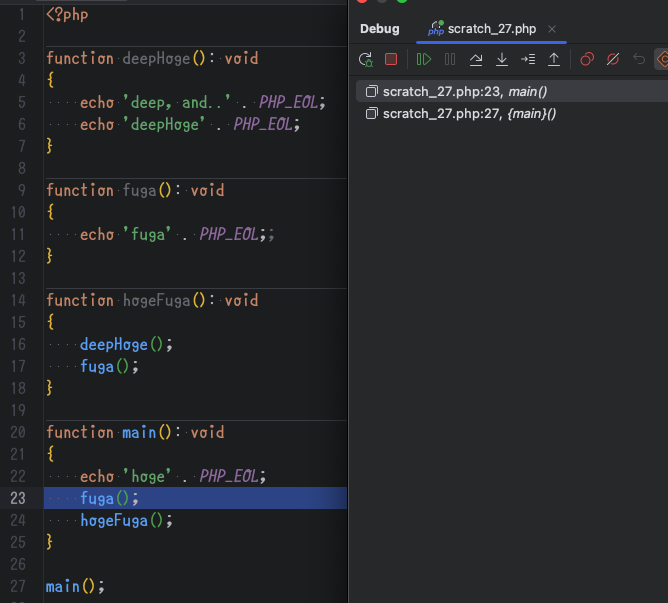 1 <?php
2
3 function deepHoge(): void
4 {
5 echo 'deep, and..' . PHP_EOL;
6 echo 'deepHoge' . PHP_EOL;
7 }
8
9 function fuga(): void
10 {
11 echo 'fuga' . PHP_EOL;;
12 }
13
14 function hogeFuga(): void
15 {
16 deepHoge();
17 fuga();
18 }
19
20 function main(): void
21 {
22 echo 'hoge' . PHP_EOL;
23 fuga();
24 hogeFuga();
25 }
26
27 main();
28
Debug php scratch_27.php ×
scratch_27.php:23, main()
scratch_27.php:27, {main}()